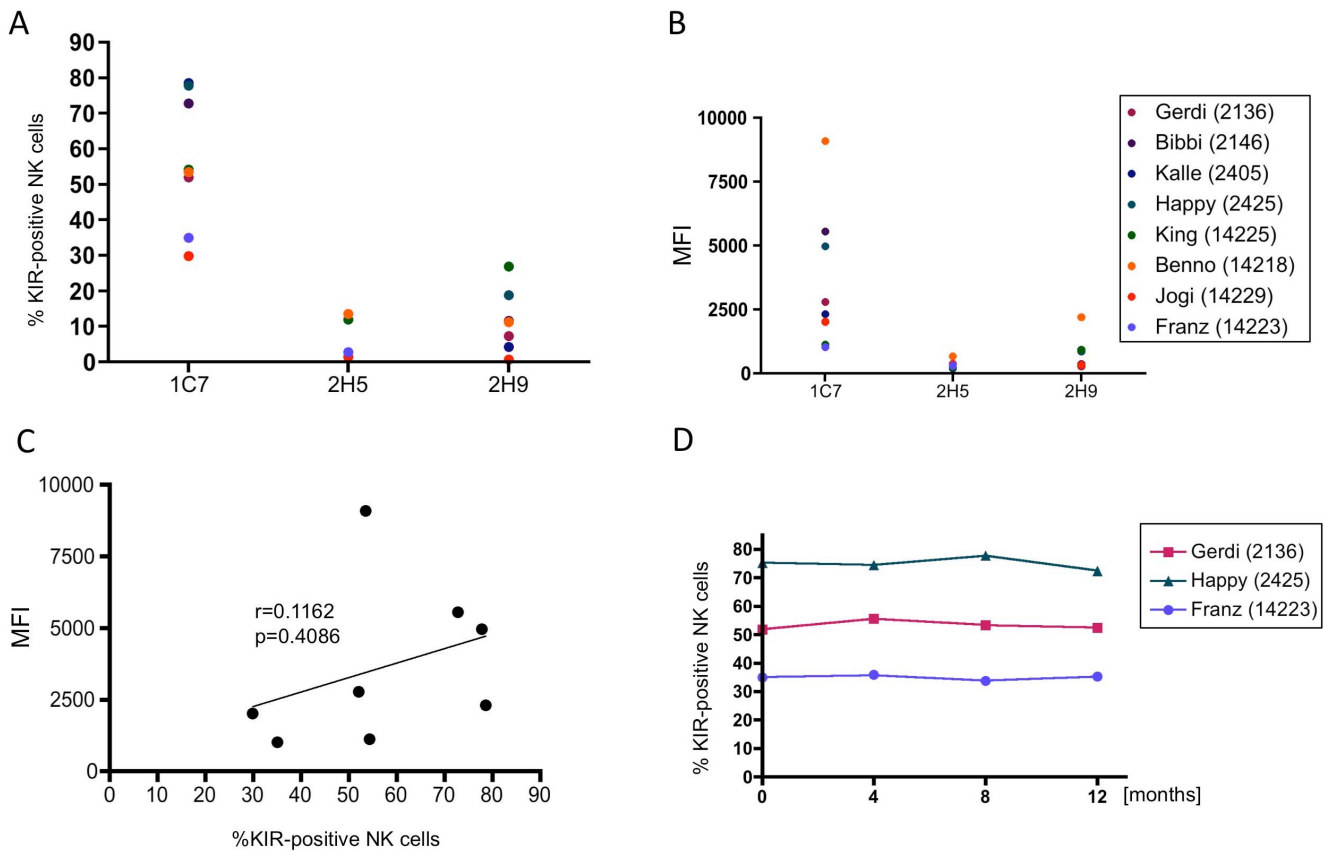 A
% KIR-positive NK cells
90
80
70
60
50
40
30
20
10
0
1C7 2H5 2H9
B
MFI
10000
7500
5000
2500
0
1C7 2H5 2H9
Gerdi (2136)
Bibbi (2146)
Kalle (2405)
Happy (2425)
King (14225)
Benno (14218)
Jogi (14229)
Franz (14223)
C
MFI
10000
7500
5000
2500
0
r=0.1162
p=0.4086
0 10 20 30 40 50 60 70 80 90
%KIR-positive NK cells
D
% KIR-positive NK cells
80
70
60
50
40
30
20
10
0
0 4 8 12 [months]
Gerdi (2136)
Happy (2425)
Franz (14223)